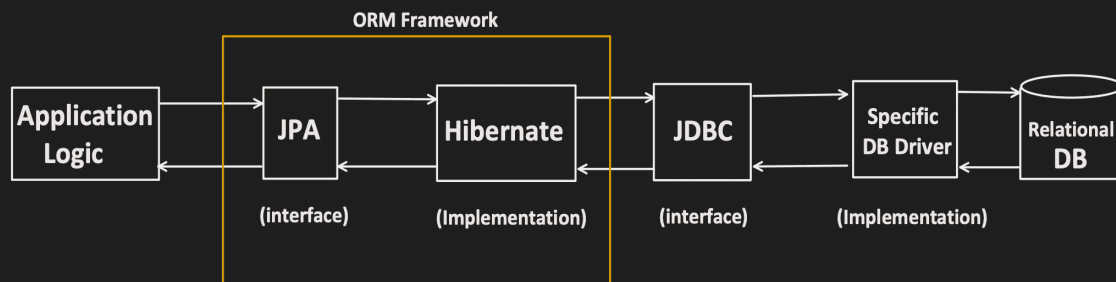 ORM Framework
Application
Logic
JPA
Hibernate
JDBC
Specific
DB Driver
Relational
DB
(interface)
(Implementation)
(interface)
(Implementation)